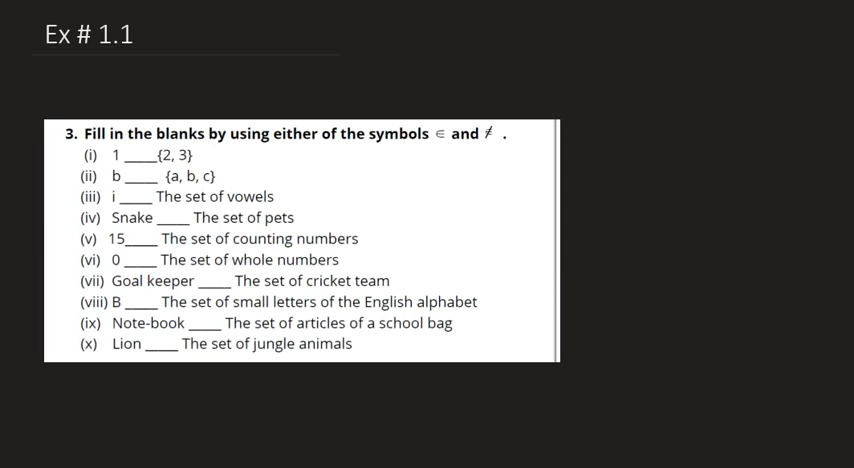 Ex # 1.1
3. Fill in the blanks by using either of the symbols ∈ and ∉ .
(i) 1 ____{2, 3}
(ii) b ____ {a, b, c}
(iii) i ____ The set of vowels
(iv) Snake ____ The set of pets
(v) 15____ The set of counting numbers
(vi) 0 ____ The set of whole numbers
(vii) Goal keeper ____ The set of cricket team
(viii) B ____ The set of small letters of the English alphabet
(ix) Note-book ____ The set of articles of a school bag
(x) Lion ____ The set of jungle animals